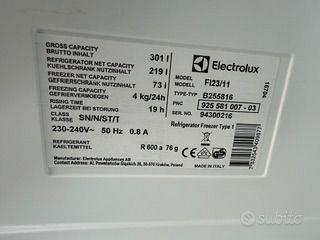 GROSS CAPACITY
BRUTTO INHALT 301 l
REFRIGERATOR NET CAPACITY
KUEHLSCHRANK NUTZINHALT 219 l
FREEZER NET CAPACITY
GEFRIERSCHRANK NUTZINHALT 73 l
FREEZING CAPACITY
GEFRIERVERMOEGEN 4 kg/24h
RISING TIME
LAGERZEIT BEI STÖRUNG 19 h
CLASS
KLASSE SN/N/ST/T
230-240V~ 50 Hz 0.8 A
REFRIGERANT
KAELTEMITTEL R 600 a 76 g
Manufacturer: Electrolux Appliances AB
Electrolux
MODEL
MODELL FI23/11
TYPE-TYP B255816
PNC 925 581 007 - 03
SER.NO 94300216
Refrigerator Freezer Type 1
MADE IN ITALY
16704
subito